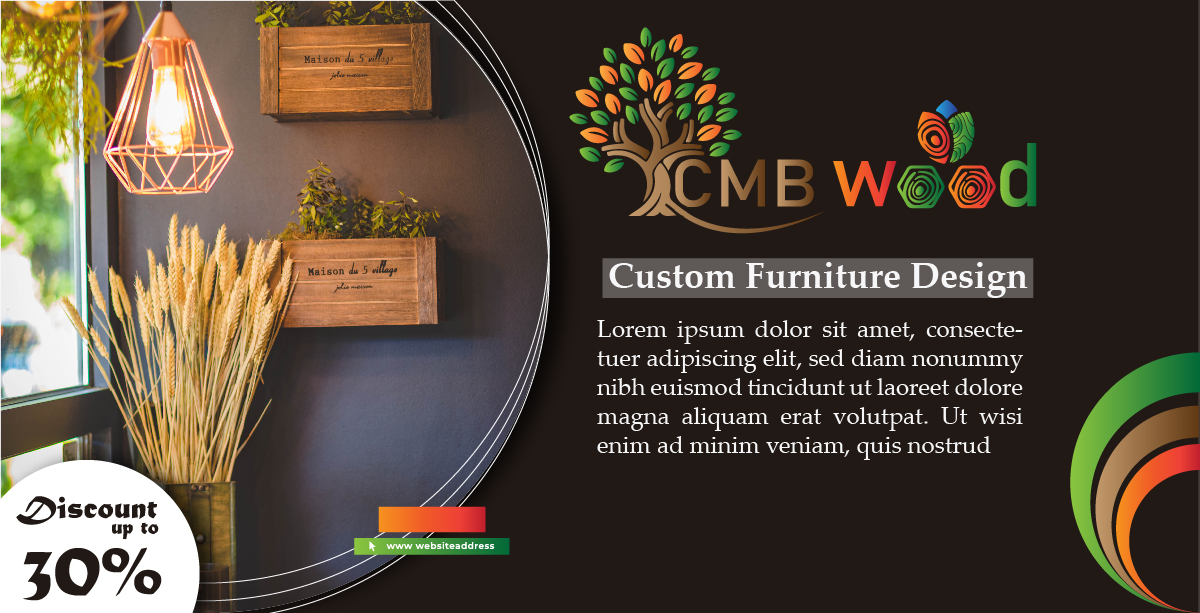 Maison du 5 village
jolie maison
Maison du 5 village
jolie maison
CMB wood
Custom Furniture Design
Lorem ipsum dolor sit amet, consecte-
tuer adipiscing elit, sed diam nonummy
nibh euismod tincidunt ut laoreet dolore
magna aliquam erat volutpat. Ut wisi
enim ad minim veniam, quis nostrud
Discount
up to
30%
www websiteaddress